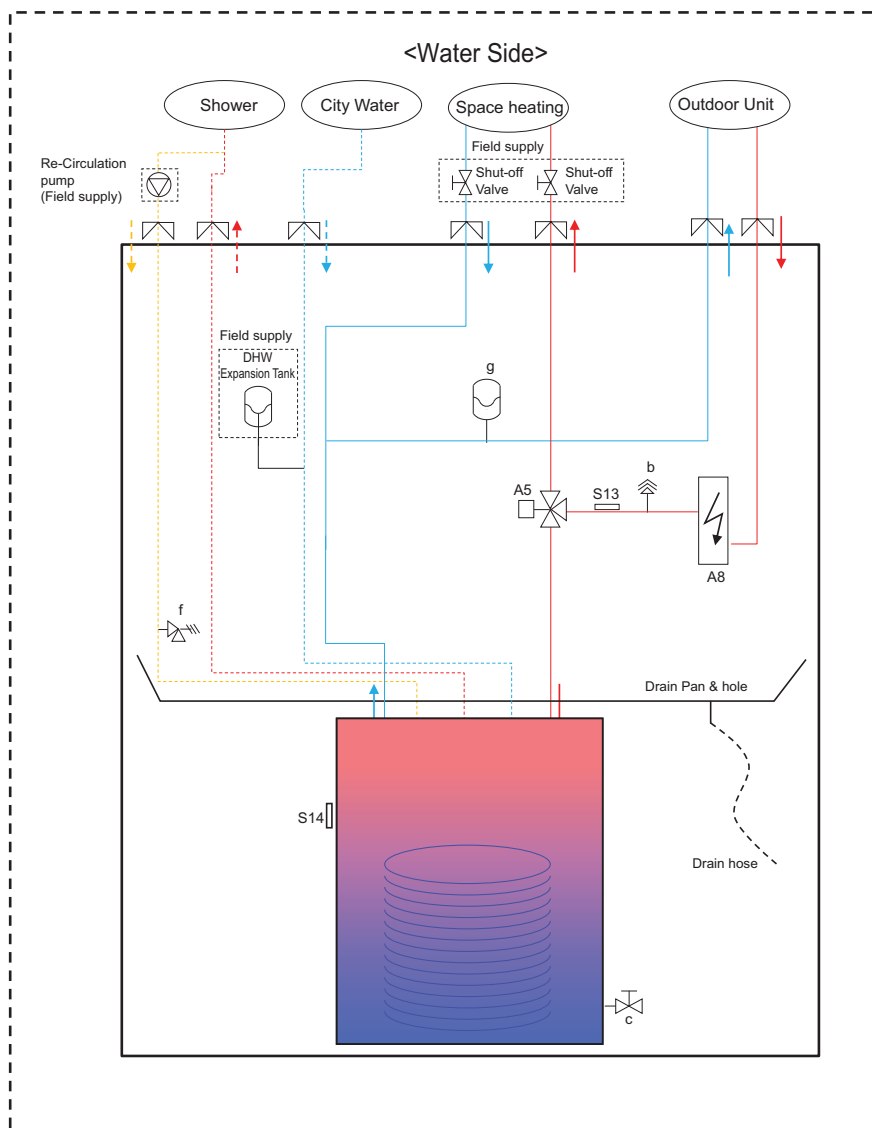 <Water Side>
Shower
City Water
Space heating
Outdoor Unit
Re-Circulation
pump
(Field supply)
Field supply
Shut-off
Valve
Shut-off
Valve
Field supply
DHW
Expansion Tank
g
A5
S13
b
A8
f
Drain Pan & hole
S14
Drain hose
c